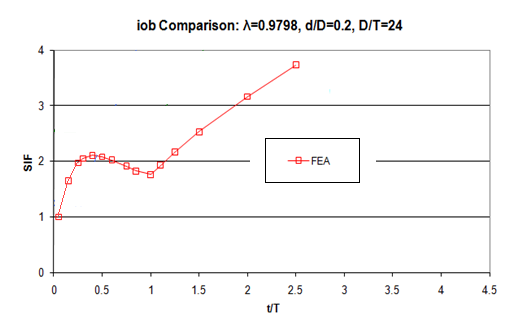 iob Comparison: λ=0.9798, d/D=0.2, D/T=24
4
3
2
1
0
SIF
FEA
0 0.5 1 1.5 2 2.5 3 3.5 4 4.5
t/T